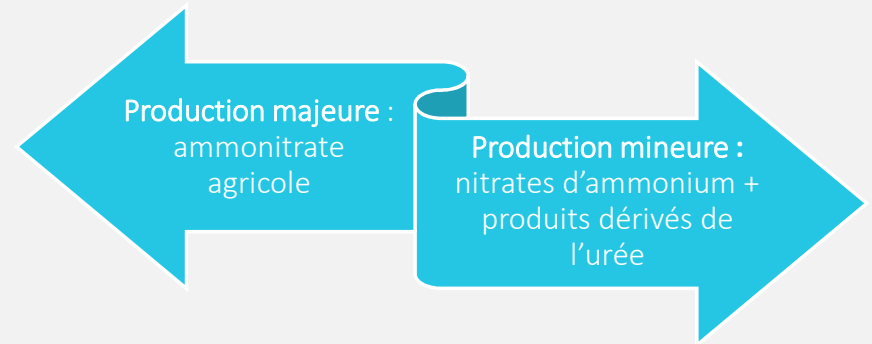 Production majeure :
ammonitrate
agricole
Production mineure :
nitrates d’ammonium +
produits dérivés de
l’urée